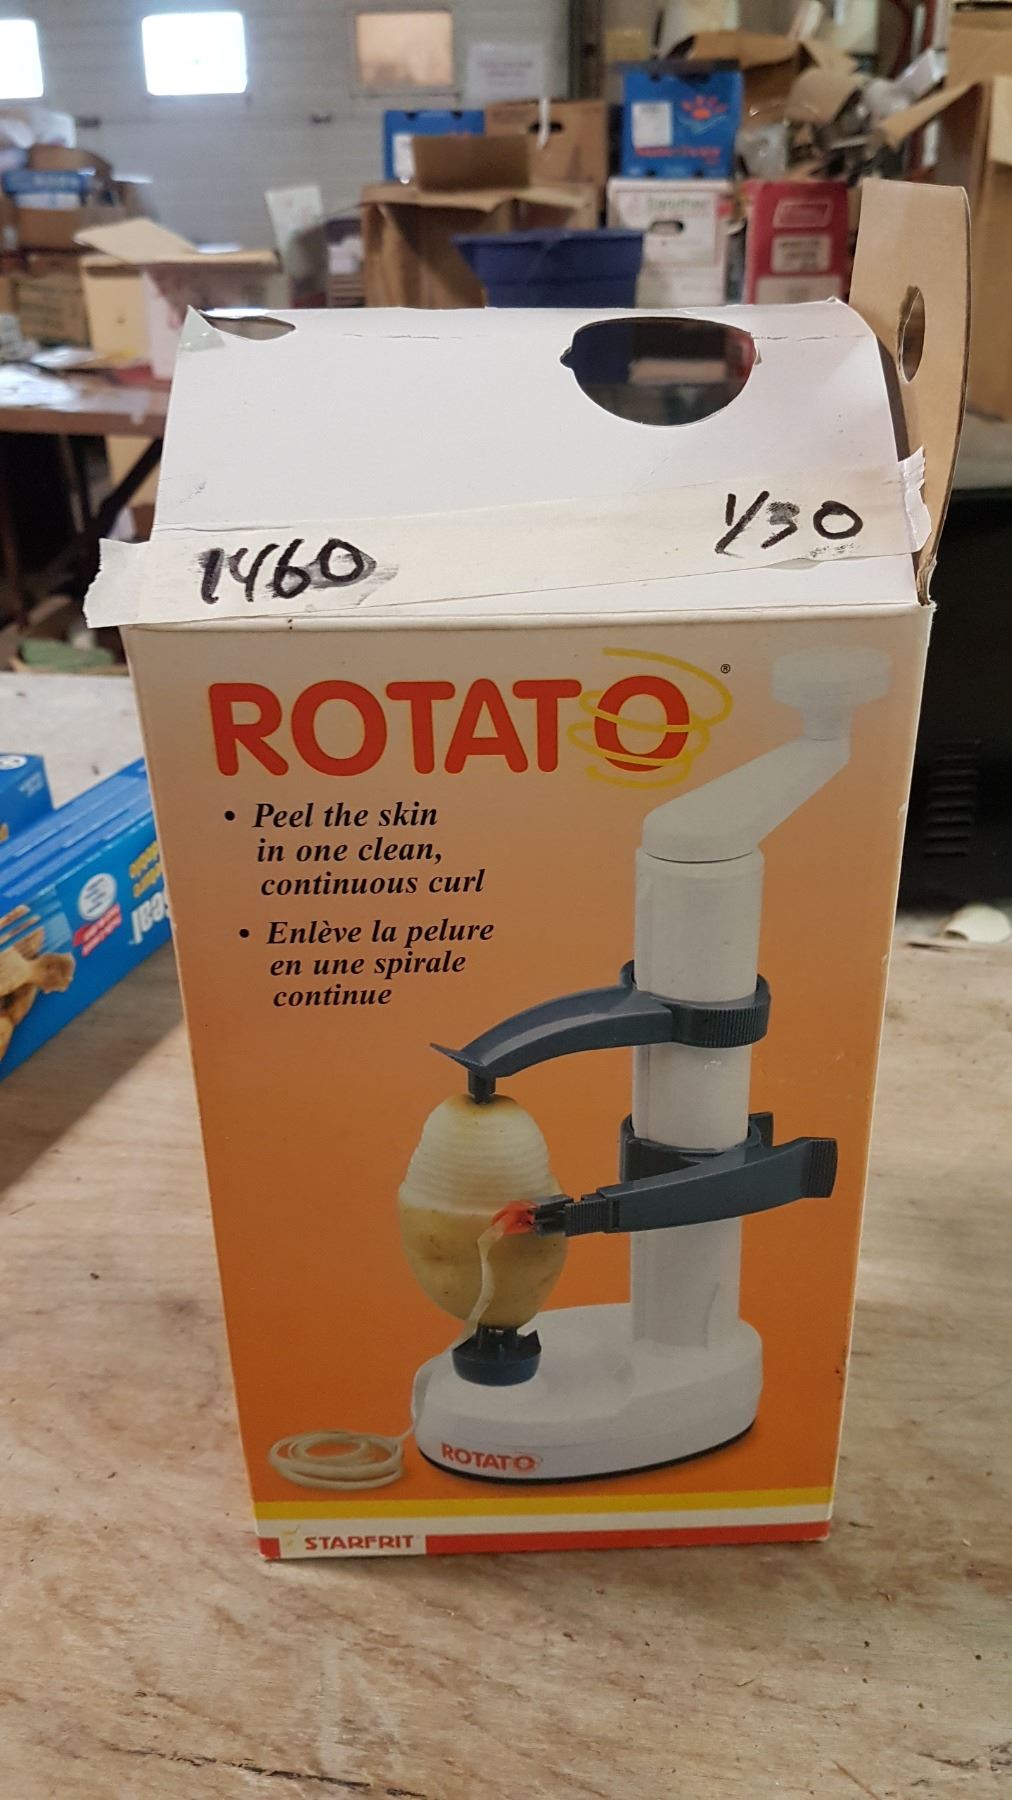 1460 1/30
ROTATO®
• Peel the skin
in one clean,
continuous curl
• Enlève la pelure
en une spirale
continue
ROTATO
STARFRIT